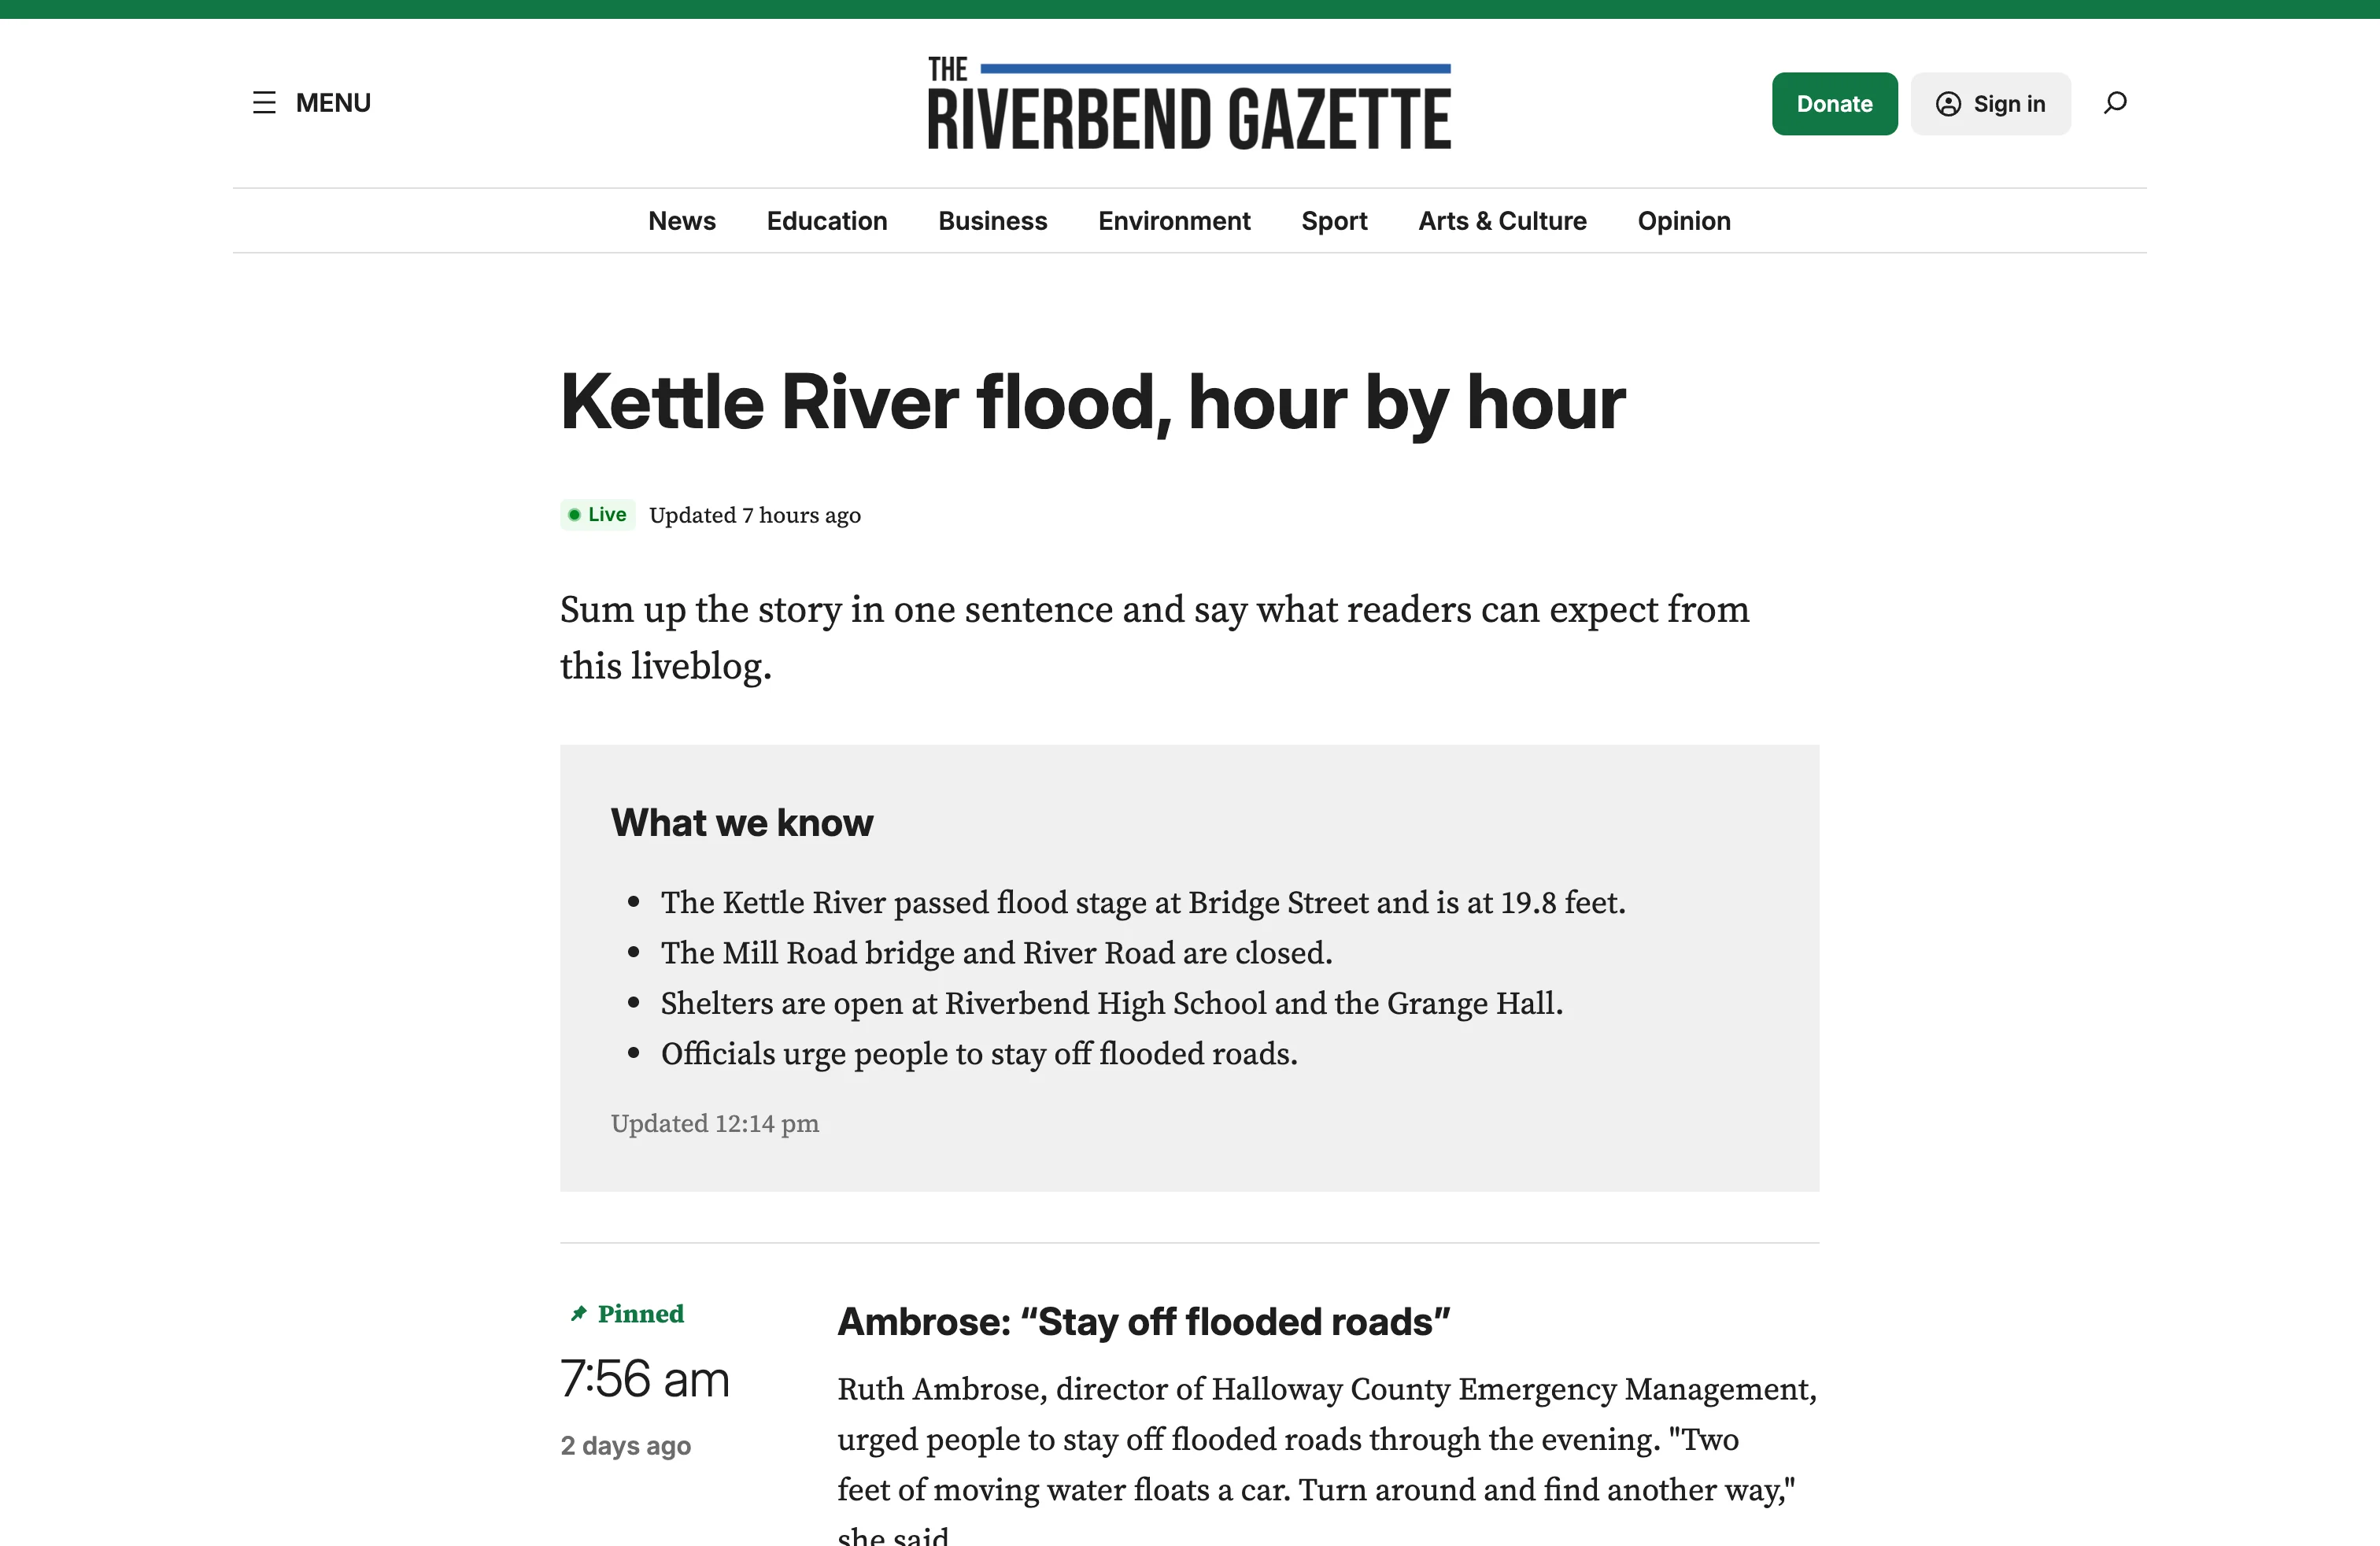 MENU
THE
RIVERBEND GAZETTE
Donate
Sign in
News Education Business Environment Sport Arts & Culture Opinion
Kettle River flood, hour by hour
Live Updated 7 hours ago
Sum up the story in one sentence and say what readers can expect from
this liveblog.
What we know
• The Kettle River passed flood stage at Bridge Street and is at 19.8 feet.
• The Mill Road bridge and River Road are closed.
• Shelters are open at Riverbend High School and the Grange Hall.
• Officials urge people to stay off flooded roads.
Updated 12:14 pm
Pinned
7:56 am
2 days ago
Ambrose: “Stay off flooded roads”
Ruth Ambrose, director of Halloway County Emergency Management,
urged people to stay off flooded roads through the evening. "Two
feet of moving water floats a car. Turn around and find another way,"
she said